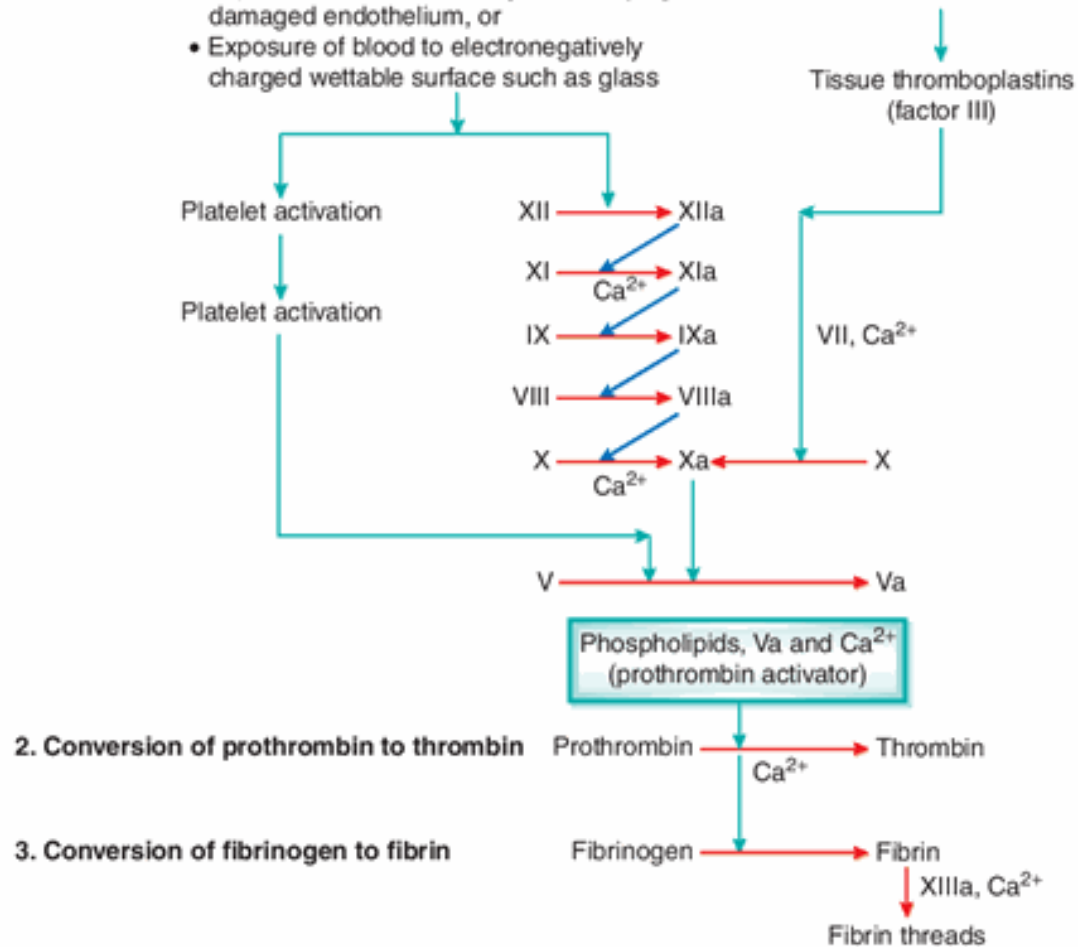 damaged endothelium, or
• Exposure of blood to electronegatively
charged wettable surface such as glass
Tissue thromboplastins
(factor III)
Platelet activation
XII XIIa
XI XIa
Ca²⁺
Platelet activation
IX IXa
VII, Ca²⁺
VIII VIIIa
X Xa X
Ca²⁺
V Va
Phospholipids, Va and Ca²⁺
(prothrombin activator)
2. Conversion of prothrombin to thrombin Prothrombin Thrombin
Ca²⁺
3. Conversion of fibrinogen to fibrin Fibrinogen Fibrin
XIIIa, Ca²⁺
Fibrin threads